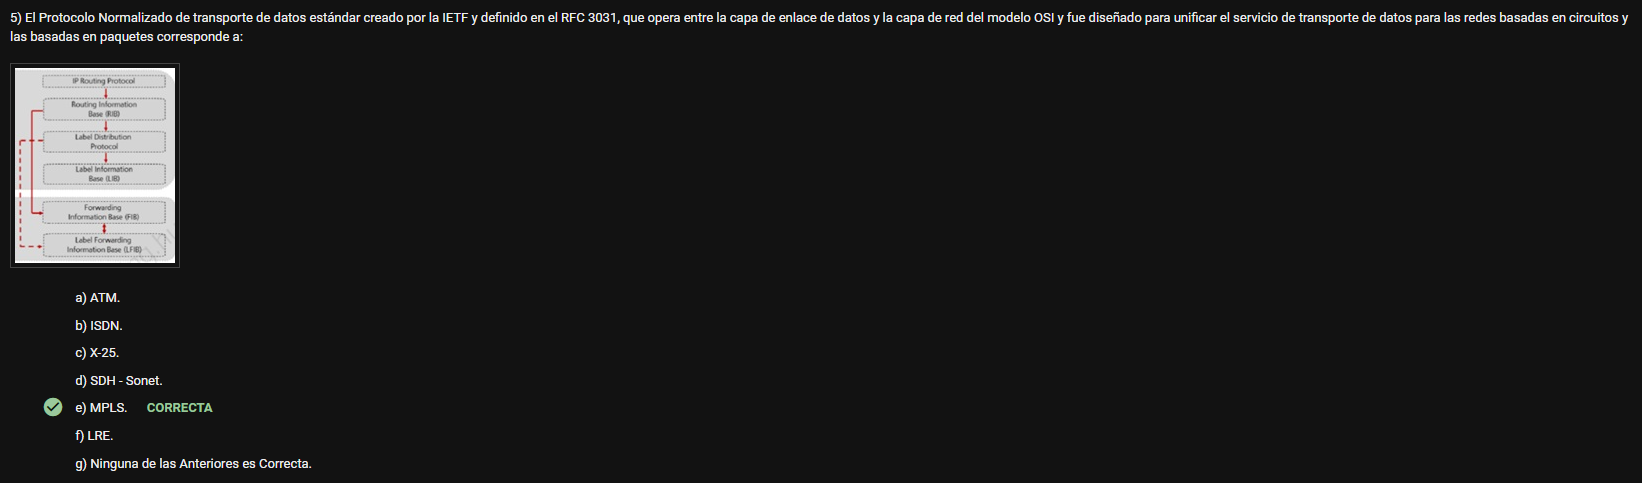 5) El Protocolo Normalizado de transporte de datos estándar creado por la IETF y definido en el RFC 3031, que opera entre la capa de enlace de datos y la capa de red del modelo OSI y fue diseñado para unificar el servicio de transporte de datos para las redes basadas en circuitos y
las basadas en paquetes corresponde a:
IP Routing Protocol
Routing Information
Base (RIB)
Label Distribution
Protocol
Label Information
Base (LIB)
Forwarding
Information Base (FIB)
Label Forwarding
Information Base (LFIB)
a) ATM.
b) ISDN.
c) X-25.
d) SDH - Sonet.
e) MPLS. CORRECTA
f) LRE.
g) Ninguna de las Anteriores es Correcta.